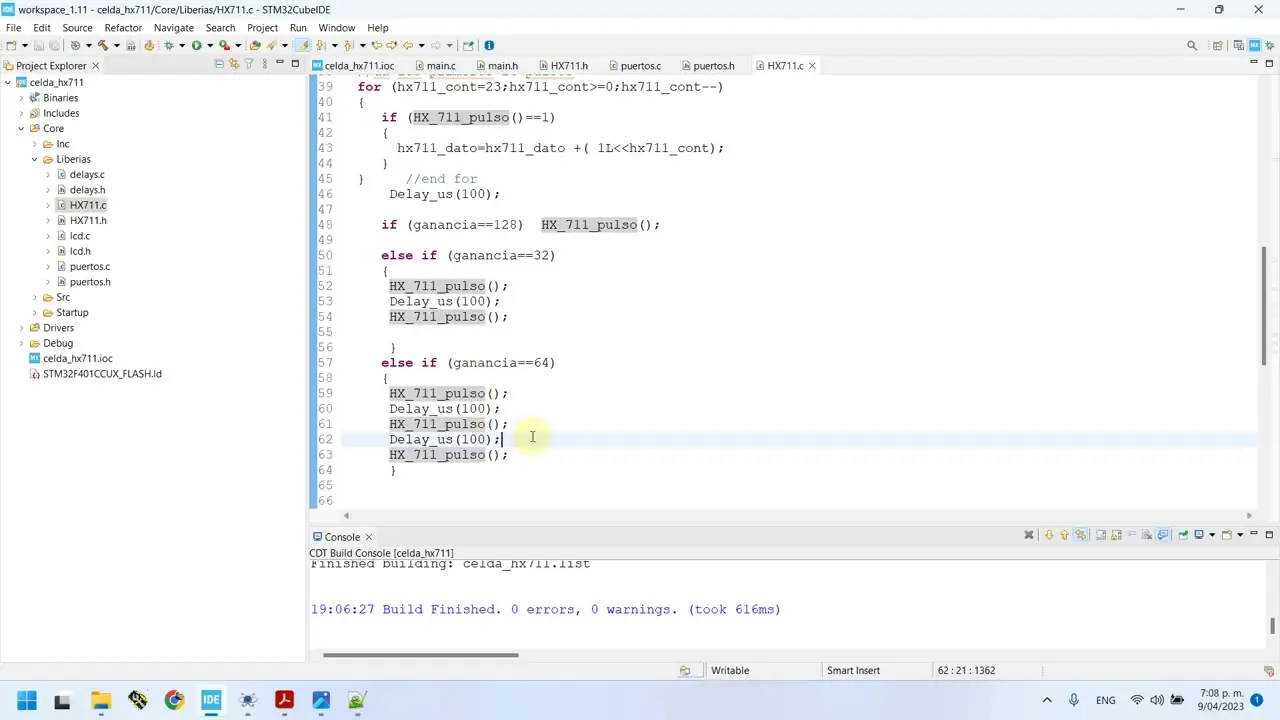 workspace_1.11 - celda_hx711/Core/Liberias/HX711.c - STM32CubeIDE
File Edit Source Refactor Navigate Search Project Run Window Help
Project Explorer
celda_hx711
Binaries
Includes
Core
Inc
Liberias
delays.c
delays.h
HX711.c
HX711.h
lcd.c
lcd.h
puertos.c
puertos.h
Src
Startup
Drivers
Debug
celda_hx711.ioc
STM32F401CCUX_FLASH.ld
celda_hx711.ioc main.c main.h HX711.h puertos.c puertos.h HX711.c
39 for (hx711_cont=23;hx711_cont>=0;hx711_cont--)
40 {
41 if (HX_711_pulso()==1)
42 {
43 hx711_dato=hx711_dato +( 1L<<hx711_cont);
44 }
45 } //end for
46 Delay_us(100);
47
48 if (ganancia==128) HX_711_pulso();
49
50 else if (ganancia==32)
51 {
52 HX_711_pulso();
53 Delay_us(100);
54 HX_711_pulso();
55
56 }
57 else if (ganancia==64)
58 {
59 HX_711_pulso();
60 Delay_us(100);
61 HX_711_pulso();
62 Delay_us(100);
63 HX_711_pulso();
64 }
65
66
Console
CDT Build Console [celda_hx711]
Finished building: celda_hx711.list
19:06:27 Build Finished. 0 errors, 0 warnings. (took 616ms)
Writable Smart Insert 62 : 21 : 1362
IDE ENG 7:08 p. m.
9/04/2023 1